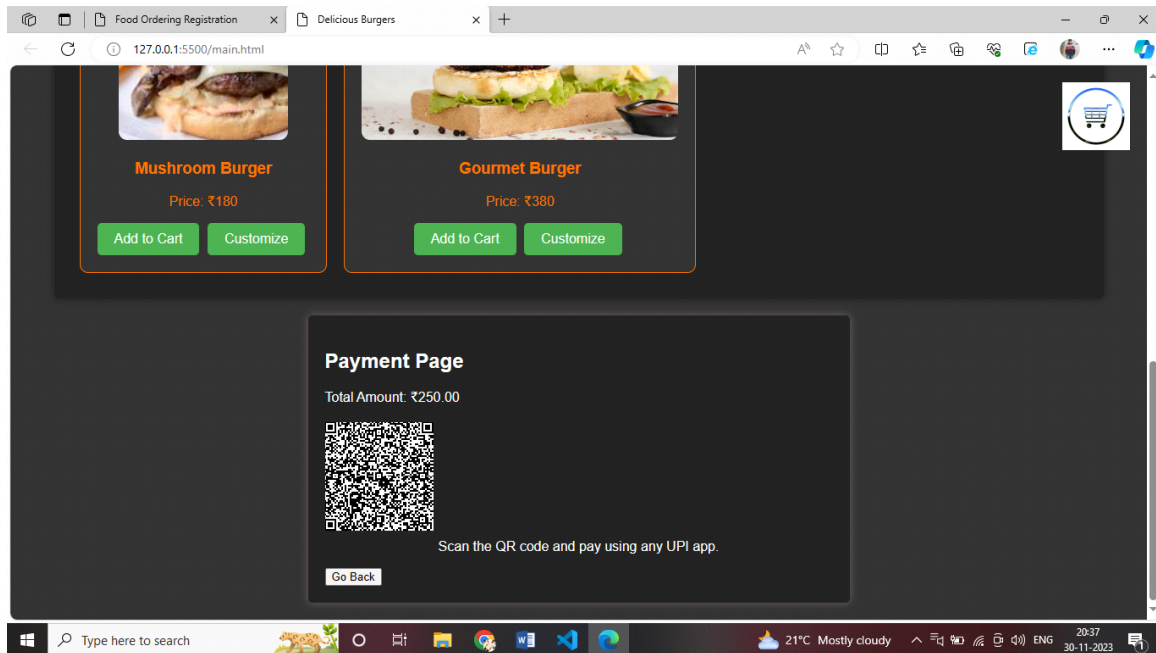 Food Ordering Registration
Delicious Burgers
127.0.0.1:5500/main.html
Mushroom Burger
Gourmet Burger
Price: ₹180
Price: ₹380
Add to Cart
Customize
Add to Cart
Customize
Payment Page
Total Amount: ₹250.00
Scan the QR code and pay using any UPI app.
Go Back
Type here to search
21°C Mostly cloudy
ENG
20:37
30-11-2023
1